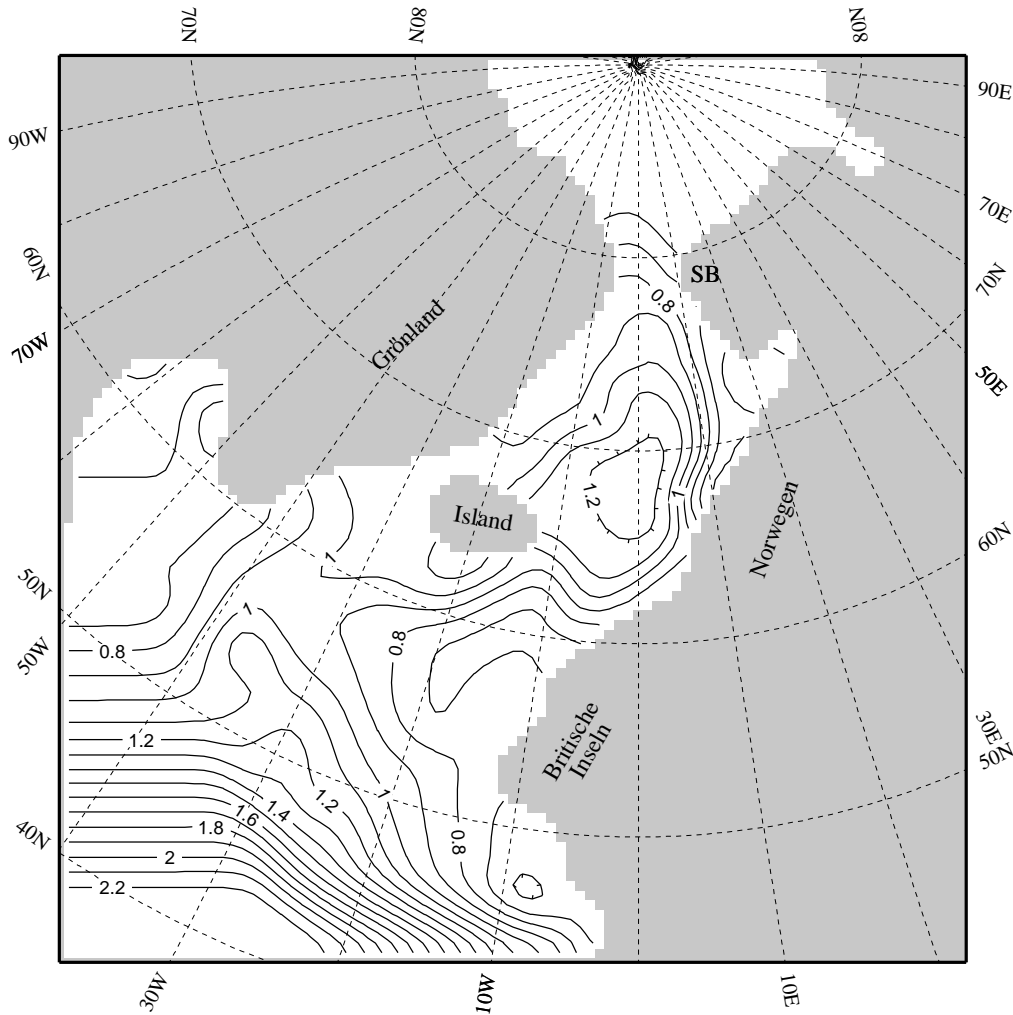 70N
80N
80N
90W
90E
70E
60N
SB
70N
0.8
Grönland
70W
50E
1
1.2
1
Island
Norwegen
60N
1
50N
1
0.8
0.8
50W
Britische
Inseln
30E
50N
1.2
1.2
1
1.4
1.6
1.8
0.8
40N
2
2.2
30W
10W
10E